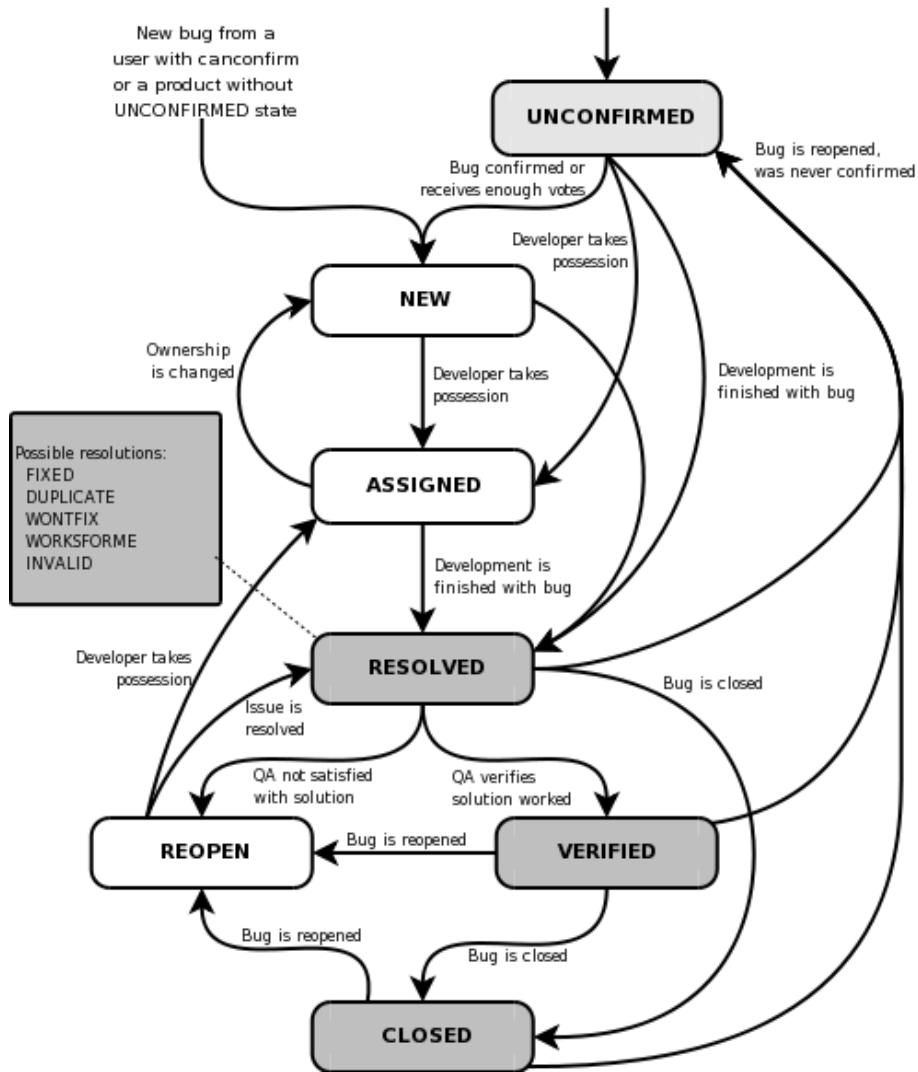 New bug from a
user with canconfirm
or a product without
UNCONFIRMED state
UNCONFIRMED
Bug is reopened,
was never confirmed
Bug confirmed or
receives enough votes
Developer takes
possession
NEW
Ownership
is changed
Developer takes
possession
Development is
finished with bug
Possible resolutions:
FIXED
DUPLICATE
WONTFIX
WORKSFORME
INVALID
ASSIGNED
Development is
finished with bug
Developer takes
possession
RESOLVED
Bug is closed
Issue is
resolved
QA not satisfied
with solution
QA verifies
solution worked
REOPEN
Bug is reopened
VERIFIED
Bug is reopened
Bug is closed
CLOSED